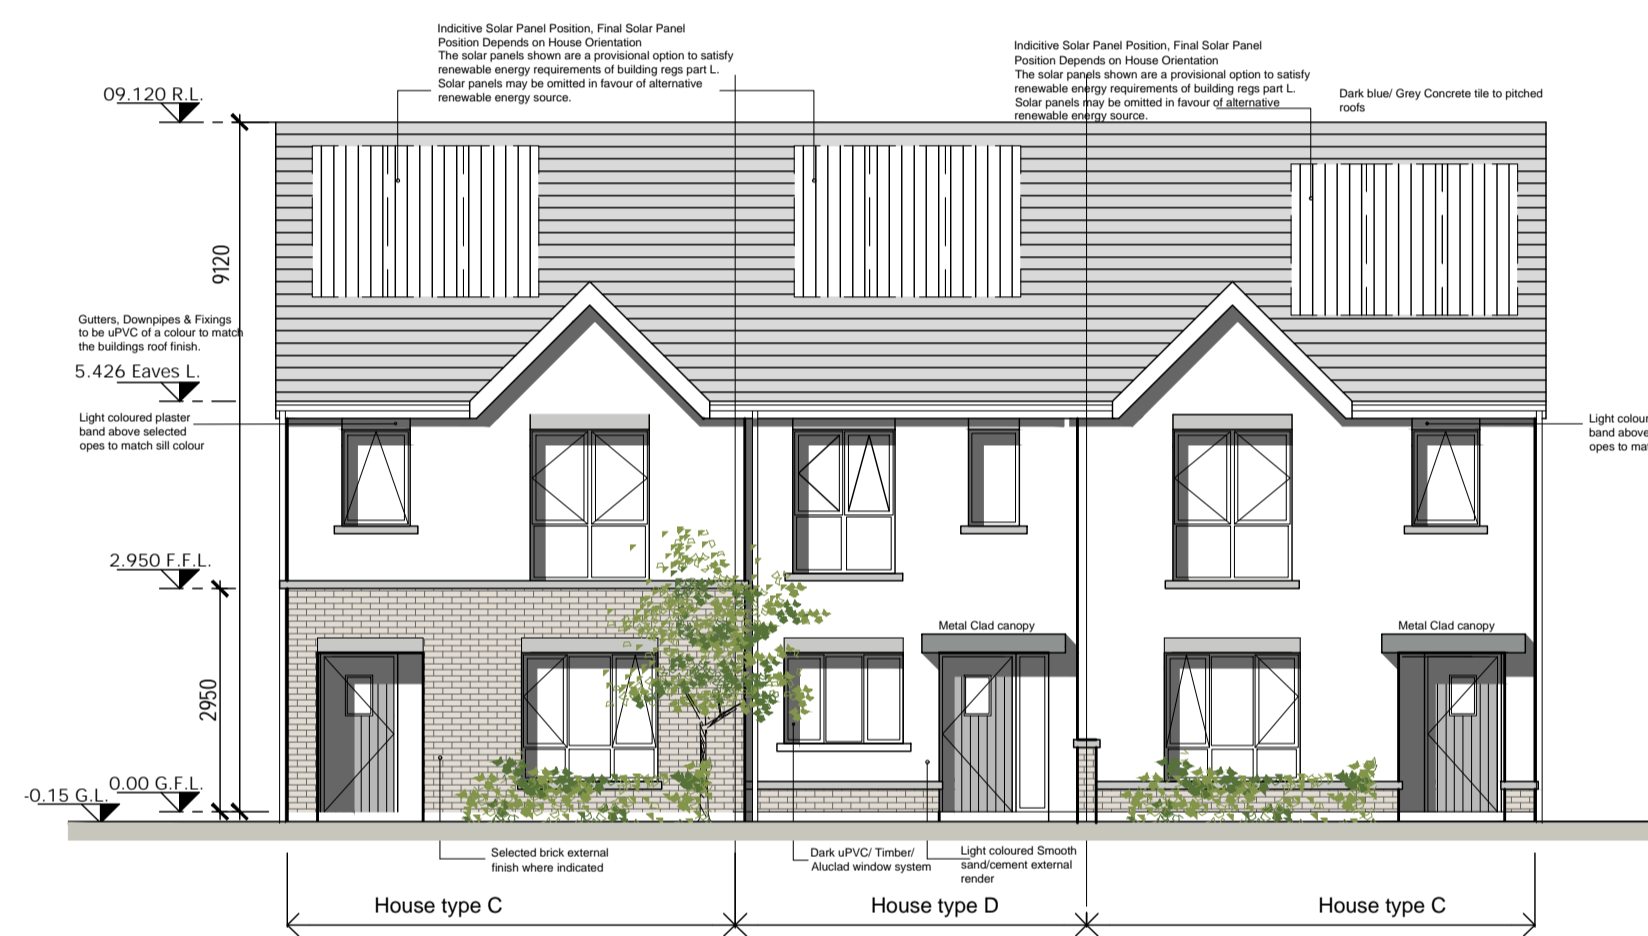 Indicitive Solar Panel Position, Final Solar Panel
Position Depends on House Orientation
The solar panels shown are a provisional option to satisfy
renewable energy requirements of building regs part L.
Solar panels may be omitted in favour of alternative
renewable energy source.
Indicitive Solar Panel Position, Final Solar Panel
Position Depends on House Orientation
The solar panels shown are a provisional option to satisfy
renewable energy requirements of building regs part L.
Solar panels may be omitted in favour of alternative
renewable energy source.
Dark blue/ Grey Concrete tile to pitched
roofs
09.120 R.L.
9120
Gutters, Downpipes & Fixings
to be uPVC of a colour to match
the buildings roof finish.
5.426 Eaves L.
Light coloured plaster
band above selected
opes to match sill colour
Light colour
band above
opes to ma
2.950 F.F.L.
Metal Clad canopy
Metal Clad canopy
2950
0.00 G.F.L.
-0.15 G.L.
Selected brick external
finish where indicated
Dark uPVC/ Timber/
Aluclad window system
Light coloured Smooth
sand/cement external
render
House type C
House type D
House type C